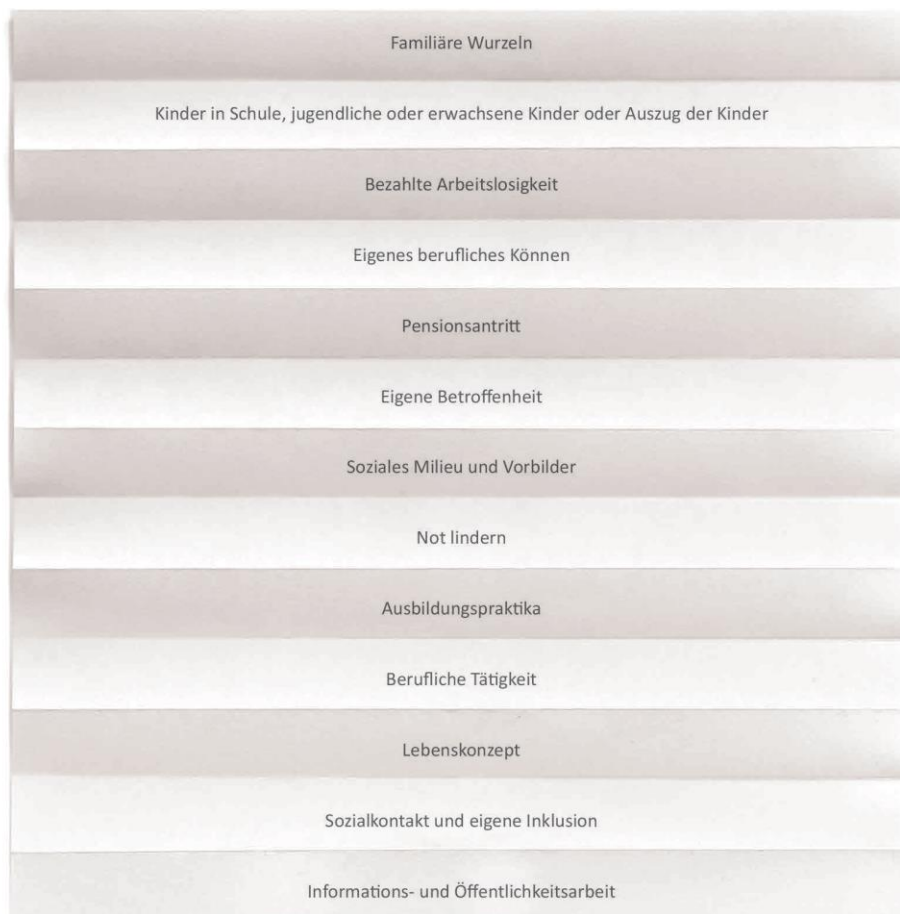 Familiäre Wurzeln
Kinder in Schule, jugendliche oder erwachsene Kinder oder Auszug der Kinder
Bezahlte Arbeitslosigkeit
Eigenes berufliches Können
Pensionsantritt
Eigene Betroffenheit
Soziales Milieu und Vorbilder
Not lindern
Ausbildungspraktika
Berufliche Tätigkeit
Lebenskonzept
Sozialkontakt und eigene Inklusion
Informations- und Öffentlichkeitsarbeit